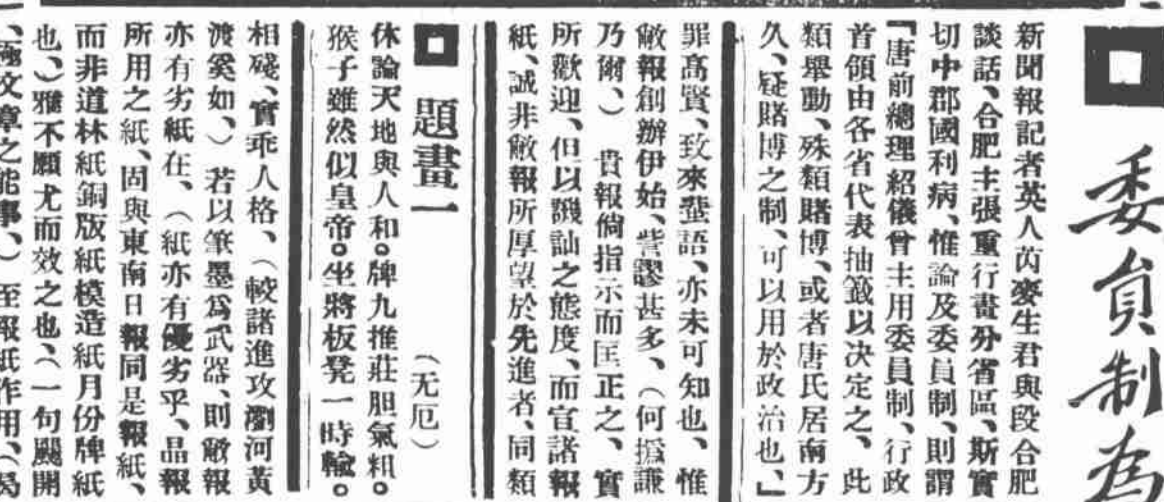 委員制為
新聞報記者英人芮麥生君與段合肥
談話、合肥主張重行畫分省區、斯實
切中郡國利病、惟論及委員制、則謂
「唐前總理紹儀曾主用委員制、行政
首領由各省代表抽籤以決定之、此
類舉動、殊類賭博、或者唐氏居南方
久、疑賭博之制、可以用於政治也、」
罪高賢、致來蜚語、亦未可知也、惟
敝報創辦伊始、訾謬甚多、（何撝謙
乃爾、）貴報倘指示而匡正之、實
所歡迎、但以譏訕之態度、而宣諸報
紙、誠非敝報所厚望於先進者、同類
題畫一
（无厄）
休論天地與人和。牌九推莊胆氣粗。
猴子雖然似皇帝。坐將板凳一時輪。
相殘、實乖人格、（較諸進攻瀏河黃
渡奚如、）若以筆墨爲武器、則敝報
亦有劣紙在、（紙亦有優劣乎、晶報
所用之紙、固與東南日報同是報紙、
而非道林紙銅版紙模造紙月份牌紙
也、）雅不願尤而效之也、（一句颺開
、極文章之能事、）至報紙作用、（曷